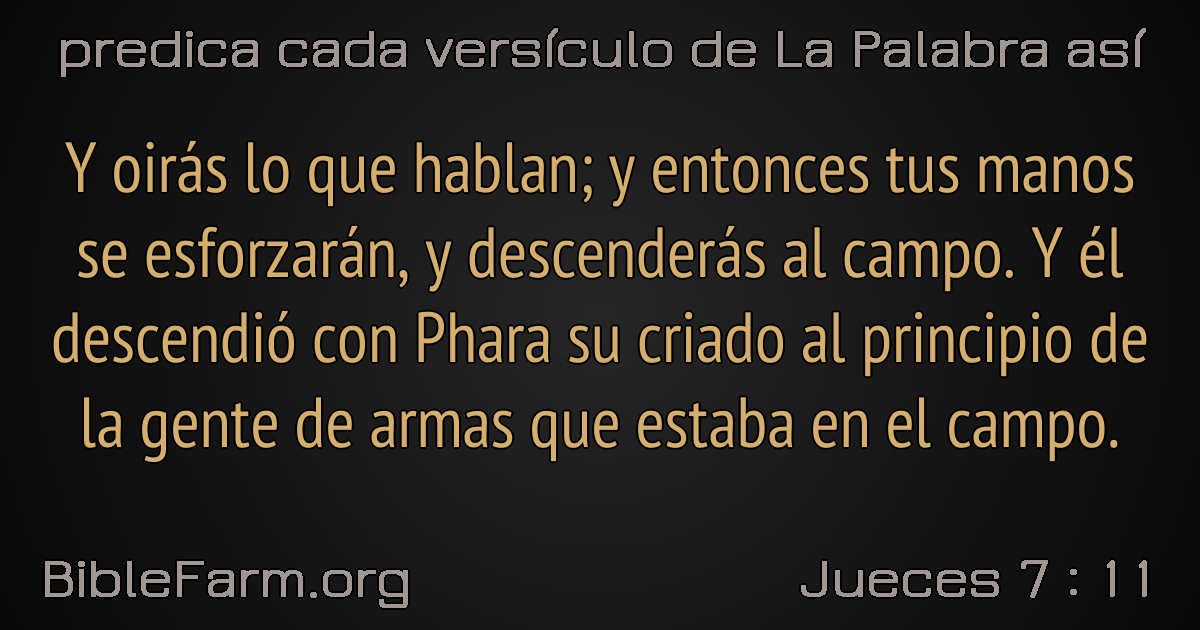 predica cada versículo de La Palabra así
Y oirás lo que hablan; y entonces tus manos
se esforzarán, y descenderás al campo. Y él
descendió con Phara su criado al principio de
la gente de armas que estaba en el campo.
BibleFarm.org
Jueces 7 : 11